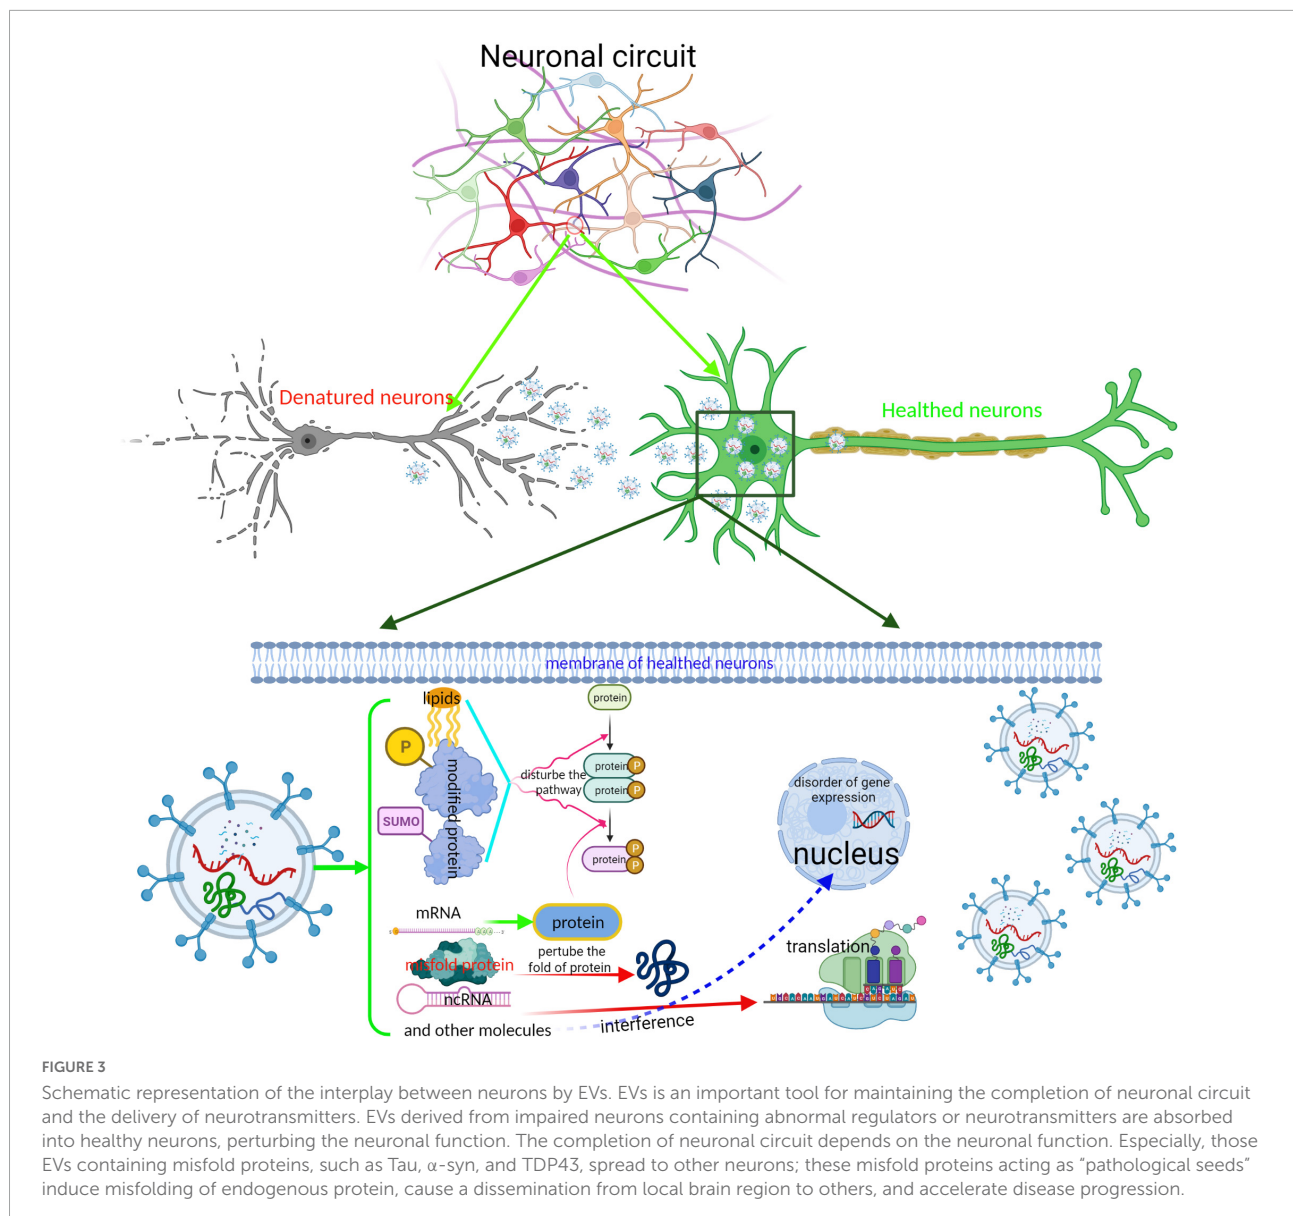 Neuronal circuit
Denatured neurons
Healthed neurons
membrane of healthed neurons
lipids
P
modified protein
SUMO
protein
disturbe the
pathway
protein P
protein P
protein P
P
mRNA
protein
misfold protein
pertube the
fold of protein
ncRNA
and other molecules
interference
disorder of gene
expression
nucleus
translation
FIGURE 3
Schematic representation of the interplay between neurons by EVs. EVs is an important tool for maintaining the completion of neuronal circuit
and the delivery of neurotransmitters. EVs derived from impaired neurons containing abnormal regulators or neurotransmitters are absorbed
into healthy neurons, perturbing the neuronal function. The completion of neuronal circuit depends on the neuronal function. Especially, those
EVs containing misfold proteins, such as Tau, α-syn, and TDP43, spread to other neurons; these misfold proteins acting as “pathological seeds”
induce misfolding of endogenous protein, cause a dissemination from local brain region to others, and accelerate disease progression.